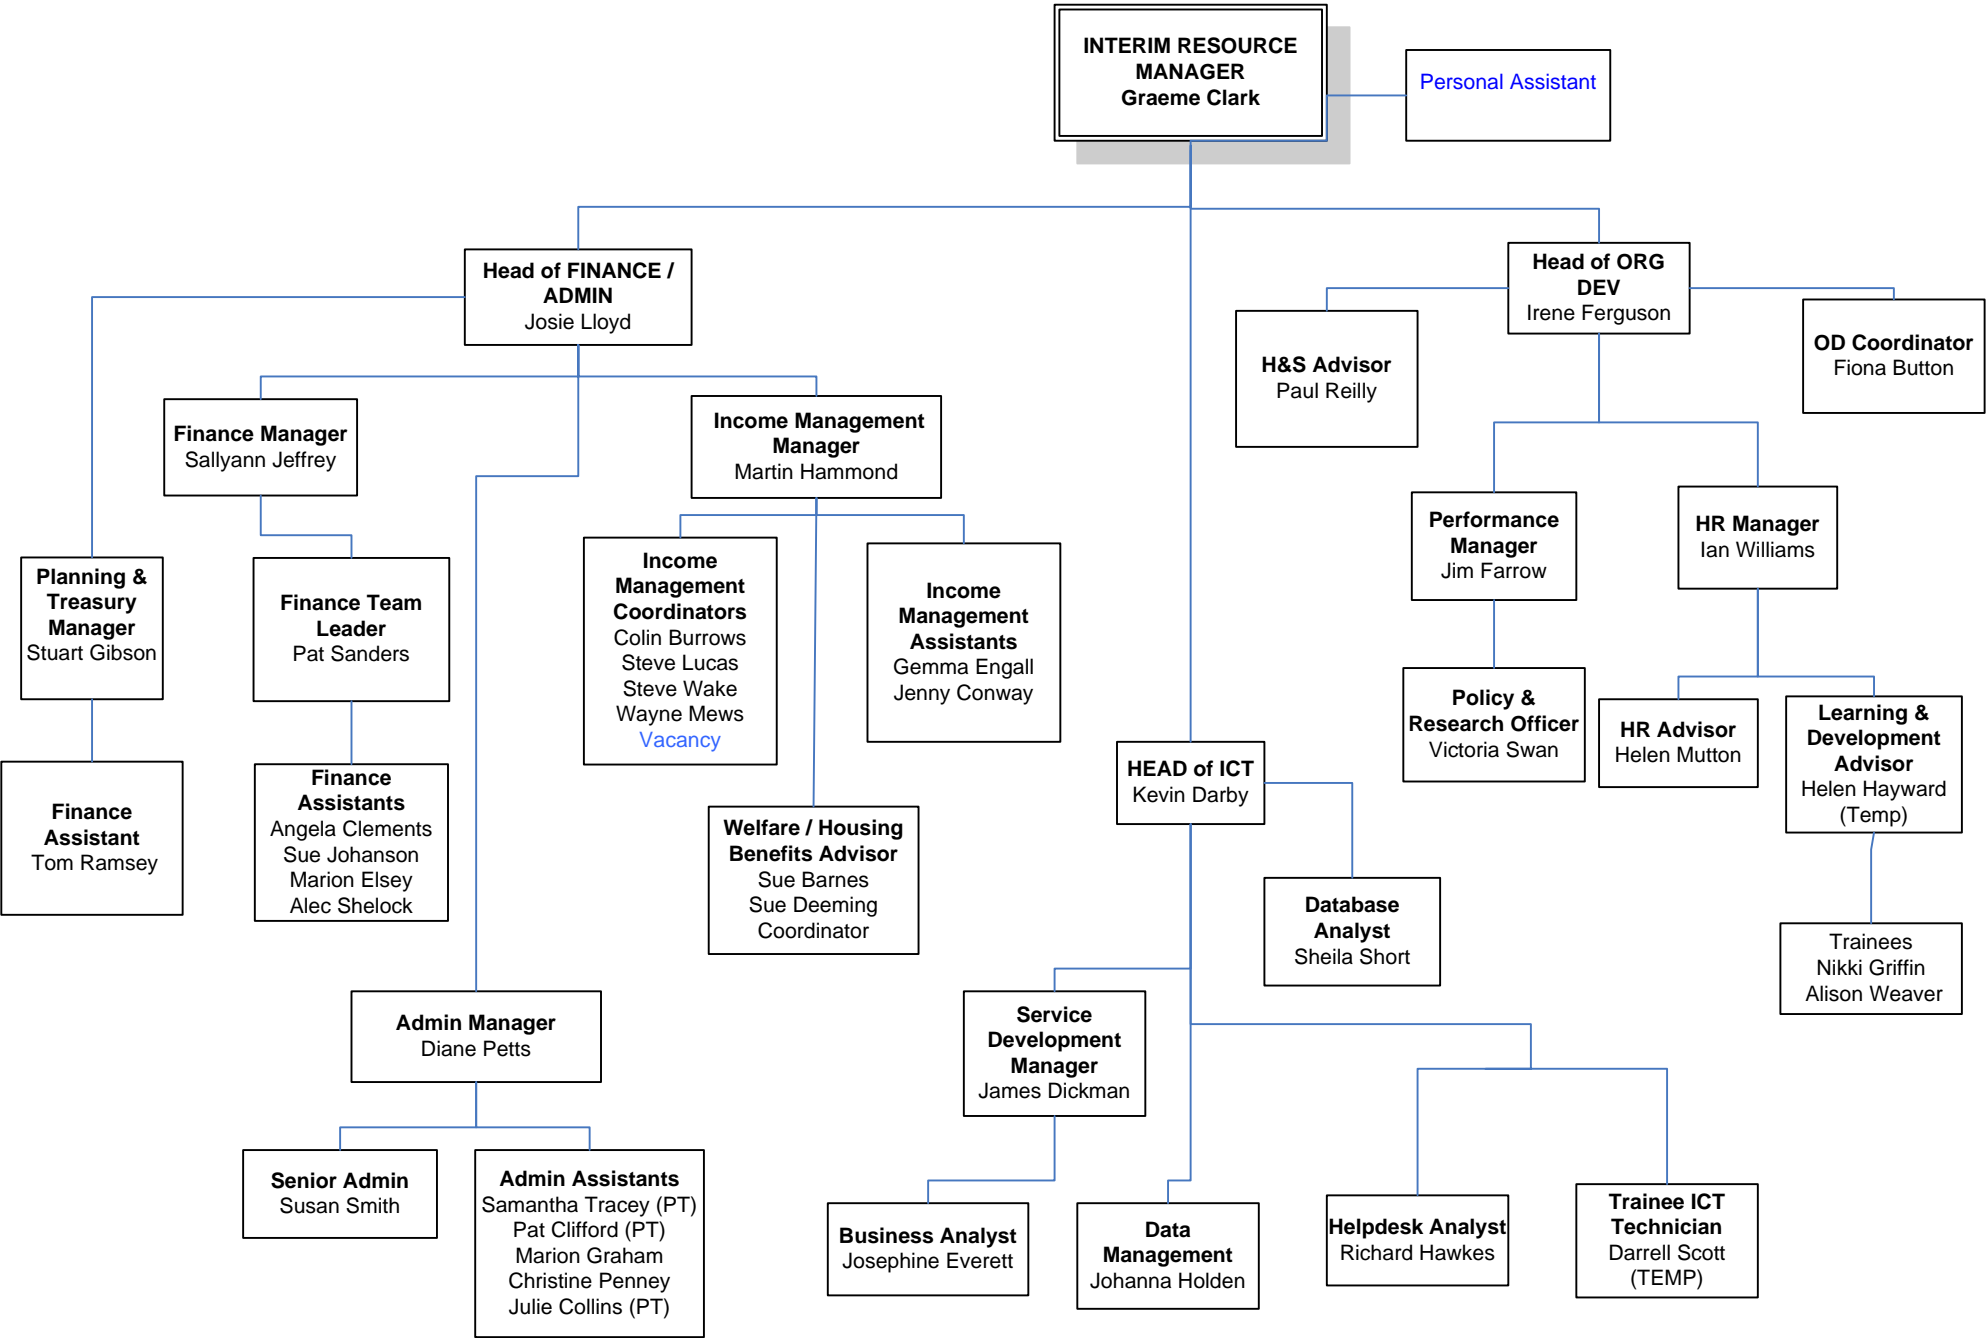 INTERIM RESOURCE
MANAGER
Graeme Clark
Personal Assistant
Head of FINANCE /
ADMIN
Josie Lloyd
Head of ORG
DEV
Irene Ferguson
H&S Advisor
Paul Reilly
OD Coordinator
Fiona Button
Finance Manager
Sallyann Jeffrey
Income Management
Manager
Martin Hammond
Performance
Manager
Jim Farrow
HR Manager
Ian Williams
Planning &
Treasury
Manager
Stuart Gibson
Finance Team
Leader
Pat Sanders
Income
Management
Coordinators
Colin Burrows
Steve Lucas
Steve Wake
Wayne Mews
Vacancy
Income
Management
Assistants
Gemma Engall
Jenny Conway
Policy &
Research Officer
Victoria Swan
HR Advisor
Helen Mutton
Learning &
Development
Advisor
Helen Hayward
(Temp)
HEAD of ICT
Kevin Darby
Finance
Assistant
Tom Ramsey
Finance
Assistants
Angela Clements
Sue Johanson
Marion Elsey
Alec Shelock
Welfare / Housing
Benefits Advisor
Sue Barnes
Sue Deeming
Coordinator
Database
Analyst
Sheila Short
Trainees
Nikki Griffin
Alison Weaver
Admin Manager
Diane Petts
Service
Development
Manager
James Dickman
Senior Admin
Susan Smith
Admin Assistants
Samantha Tracey (PT)
Pat Clifford (PT)
Marion Graham
Christine Penney
Julie Collins (PT)
Business Analyst
Josephine Everett
Data
Management
Johanna Holden
Helpdesk Analyst
Richard Hawkes
Trainee ICT
Technician
Darrell Scott
(TEMP)